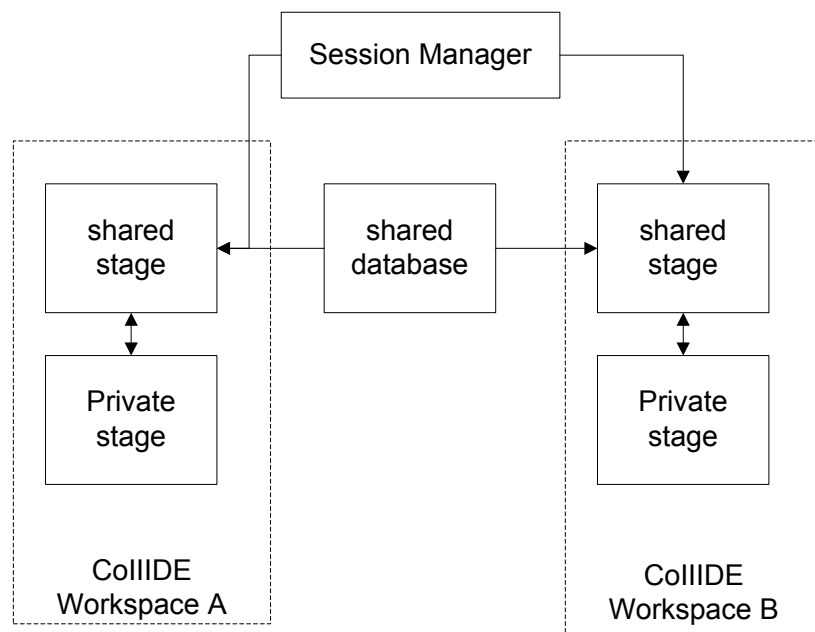 Session Manager
shared
stage
shared
database
shared
stage
Private
stage
Private
stage
CollIDE
Workspace A
CollIDE
Workspace B